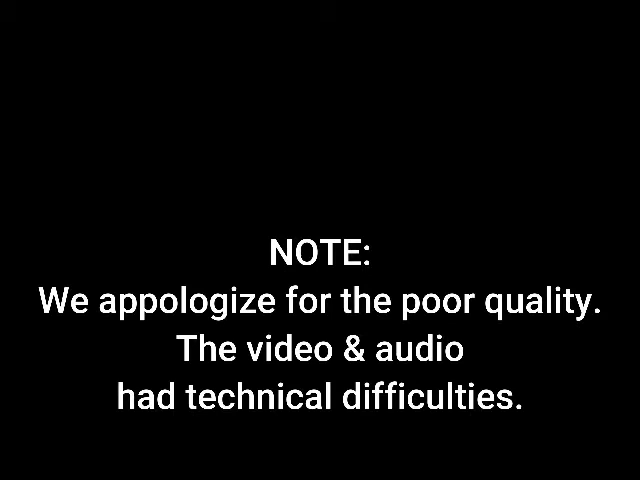 NOTE:
We appologize for the poor quality.
The video & audio
had technical difficulties.